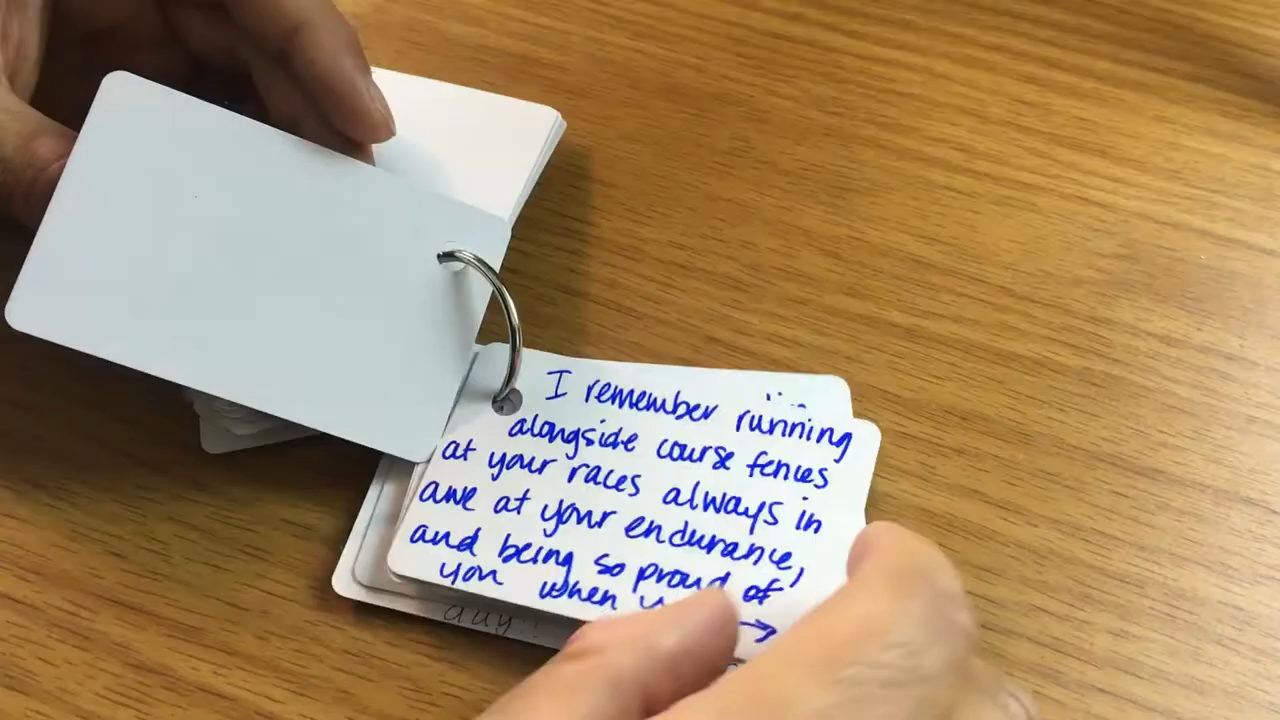 I remember running
alongside course fences
at your races always in
awe at your endurance,
and being so proud of
you when
→